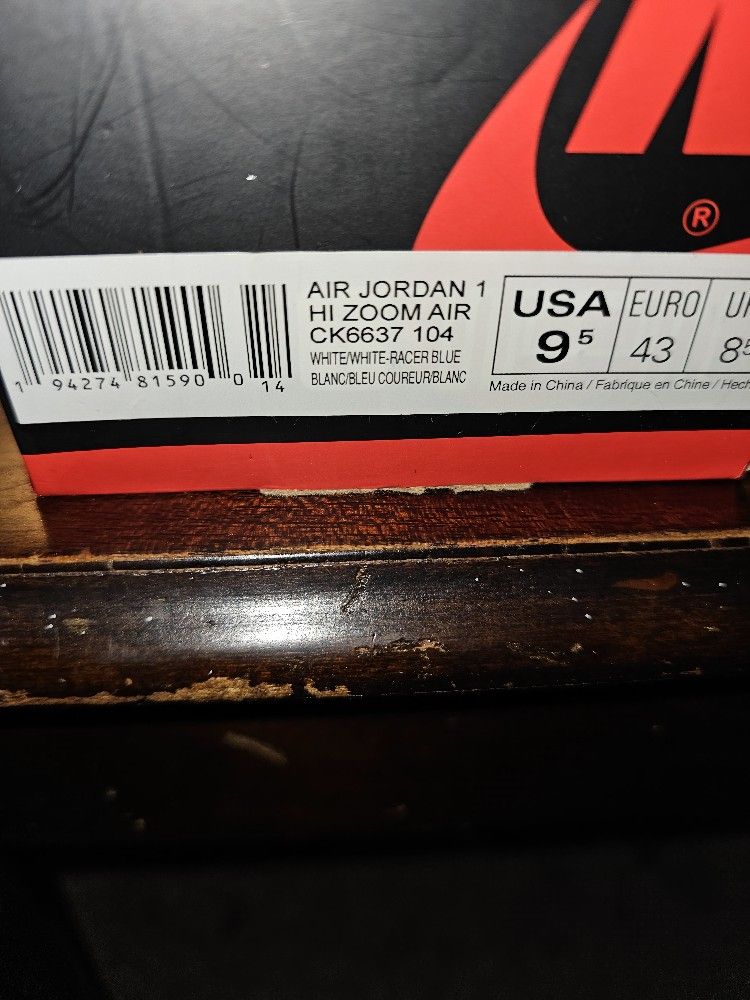 ®
AIR JORDAN 1
HI ZOOM AIR
CK6637 104
WHITE/WHITE-RACER BLUE
BLANC/BLEU COUREUR/BLANC
1 94274 81590 0 14
USA
9⁵
EURO
43
8⁵
Made in China / Fabrique en Chine /